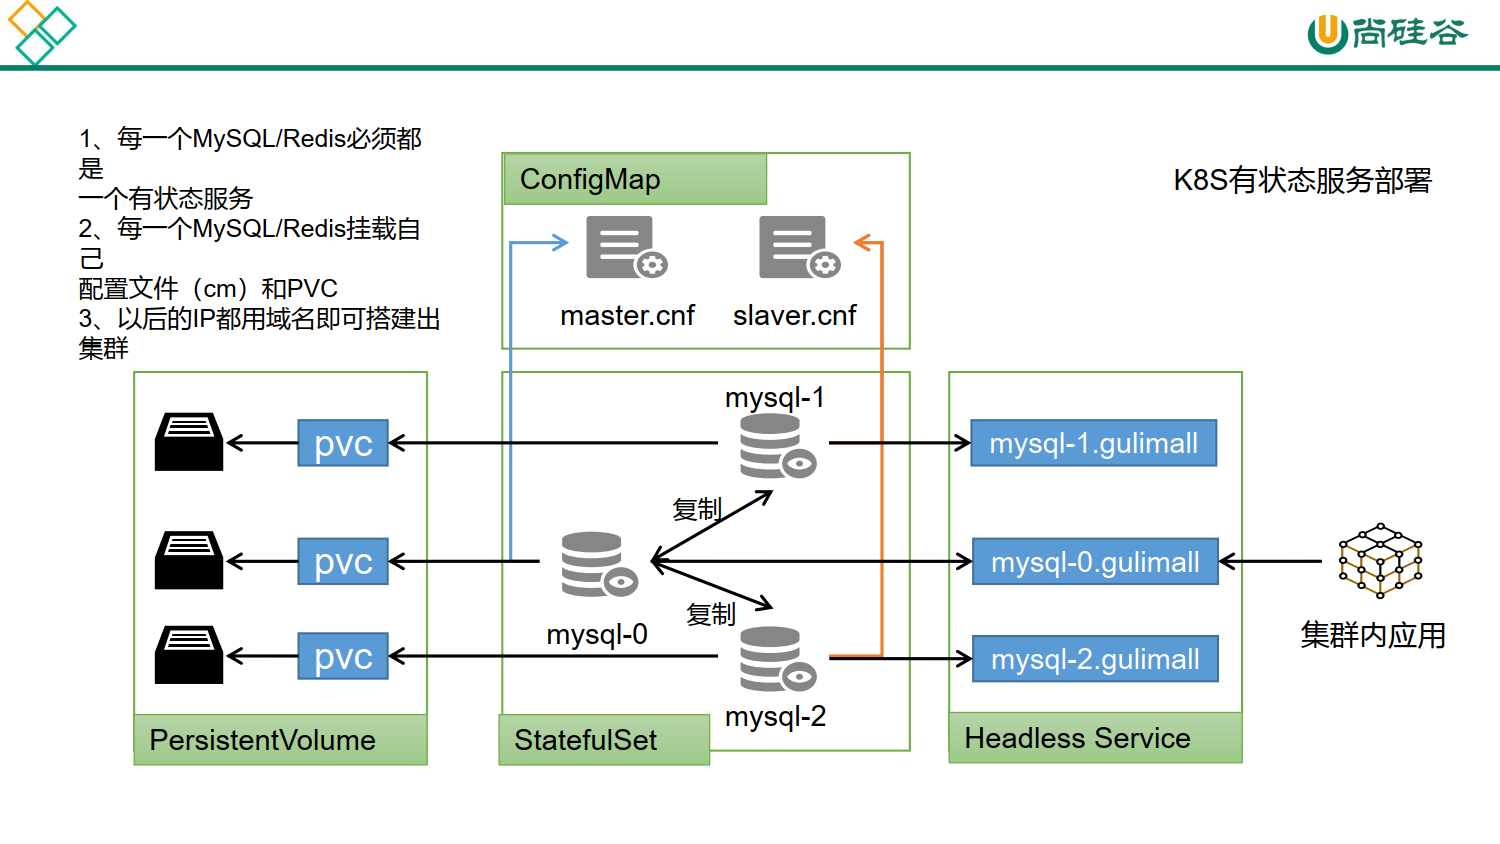 尚硅谷
1、每一个MySQL/Redis必须都
是
一个有状态服务
2、每一个MySQL/Redis挂载自
己
配置文件（cm）和PVC
3、以后的IP都用域名即可搭建出
集群
K8S有状态服务部署
ConfigMap
master.cnf
slaver.cnf
mysql-1
pvc
mysql-1.gulimall
复制
pvc
mysql-0.gulimall
mysql-0
复制
集群内应用
pvc
mysql-2.gulimall
mysql-2
PersistentVolume
StatefulSet
Headless Service